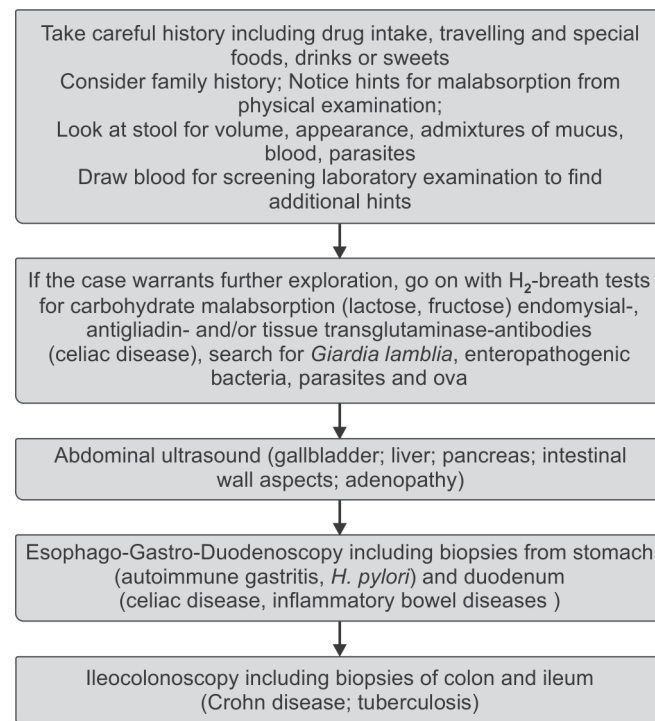 Take careful history including drug intake, travelling and special
foods, drinks or sweets
Consider family history; Notice hints for malabsorption from
physical examination;
Look at stool for volume, appearance, admixtures of mucus,
blood, parasites
Draw blood for screening laboratory examination to find
additional hints
If the case warrants further exploration, go on with H₂-breath tests
for carbohydrate malabsorption (lactose, fructose) endomysial-,
antigliadin- and/or tissue transglutaminase-antibodies
(celiac disease), search for Giardia lamblia, enteropathogenic
bacteria, parasites and ova
Abdominal ultrasound (gallbladder; liver; pancreas; intestinal
wall aspects; adenopathy)
Esophago-Gastro-Duodenoscopy including biopsies from stomach
(autoimmune gastritis, H. pylori) and duodenum
(celiac disease, inflammatory bowel diseases )
Ileocolonoscopy including biopsies of colon and ileum
(Crohn disease; tuberculosis)